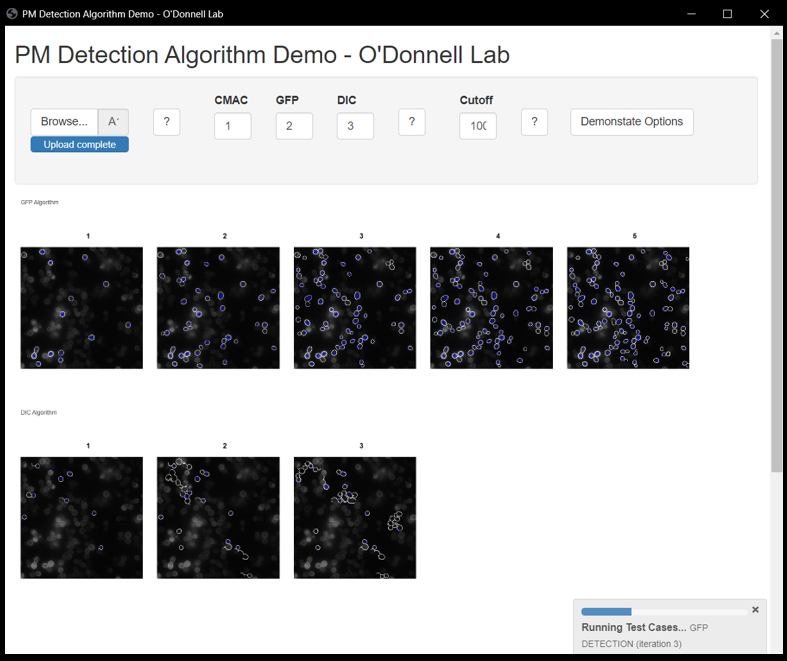 PM Detection Algorithm Demo - O'Donnell Lab
PM Detection Algorithm Demo - O'Donnell Lab
CMAC GFP DIC Cutoff
Browse... ? 1 2 3 ? ? Demonstate Options
Upload complete
GFP Algorithm
1 2 3 4 5
DIC Algorithm
1 2 3
Running Test Cases... GFP
DETECTION (iteration 3)